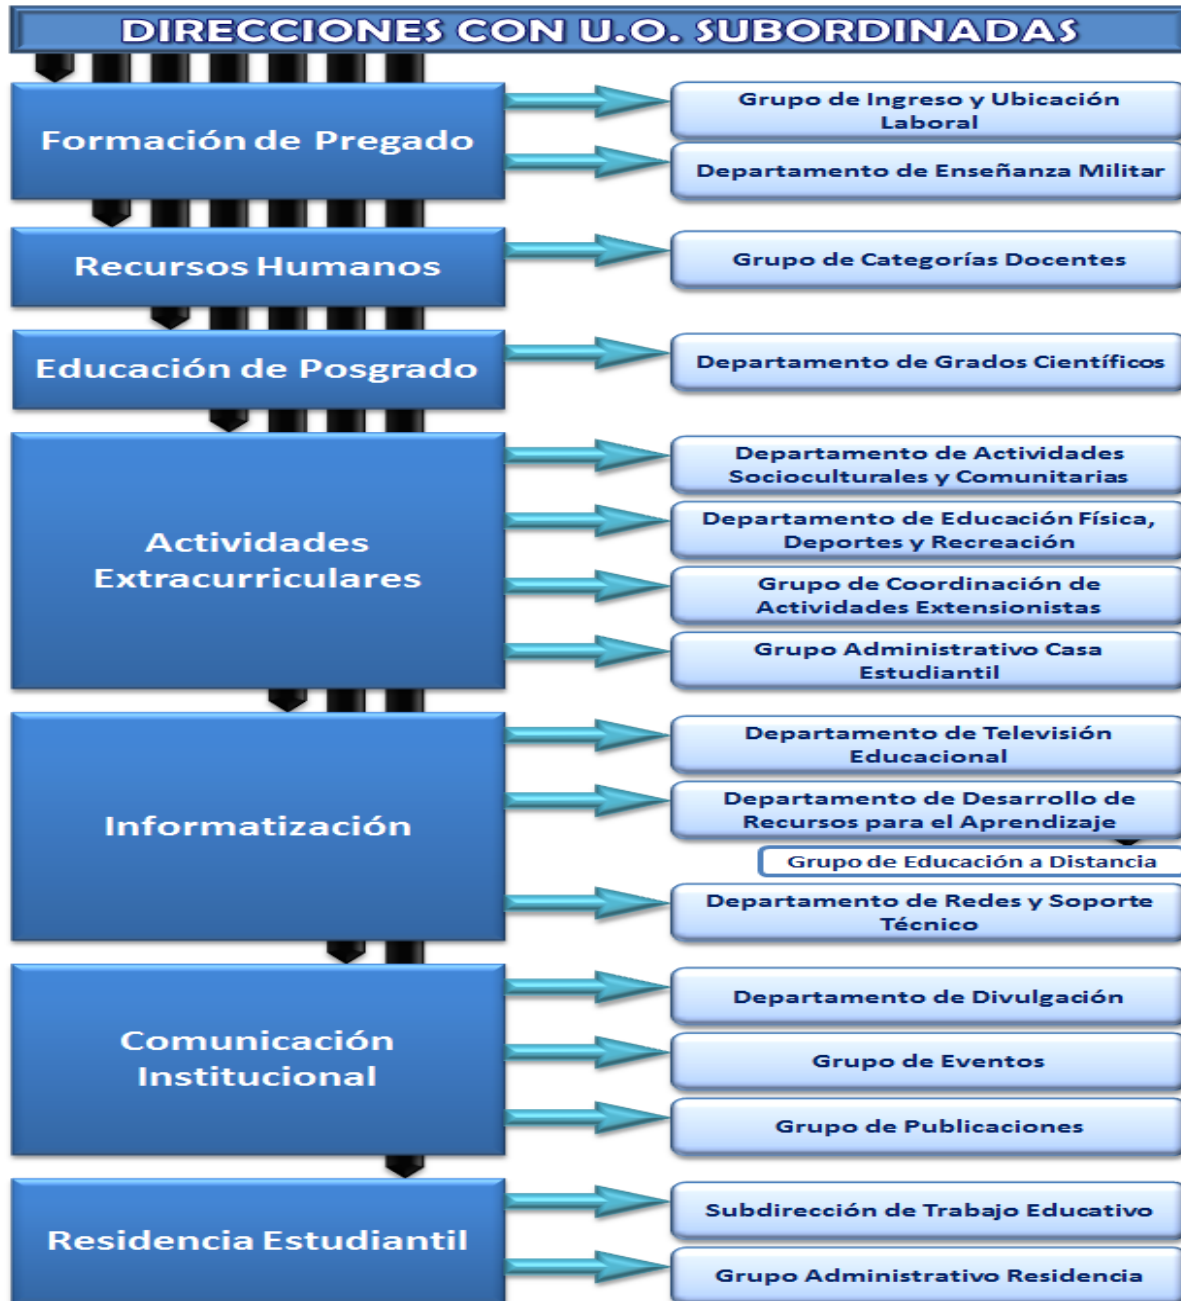 DIRECCIONES CON U.O. SUBORDINADAS
Formación de Pregado
Grupo de Ingreso y Ubicación
Laboral
Departamento de Enseñanza Militar
Recursos Humanos
Grupo de Categorías Docentes
Educación de Posgrado
Departamento de Grados Científicos
Actividades
Extracurriculares
Departamento de Actividades
Socioculturales y Comunitarias
Departamento de Educación Física,
Deportes y Recreación
Grupo de Coordinación de
Actividades Extensionistas
Grupo Administrativo Casa
Estudiantil
Informatización
Departamento de Televisión
Educacional
Departamento de Desarrollo de
Recursos para el Aprendizaje
Grupo de Educación a Distancia
Departamento de Redes y Soporte
Técnico
Comunicación
Institucional
Departamento de Divulgación
Grupo de Eventos
Grupo de Publicaciones
Residencia Estudiantil
Subdirección de Trabajo Educativo
Grupo Administrativo Residencia